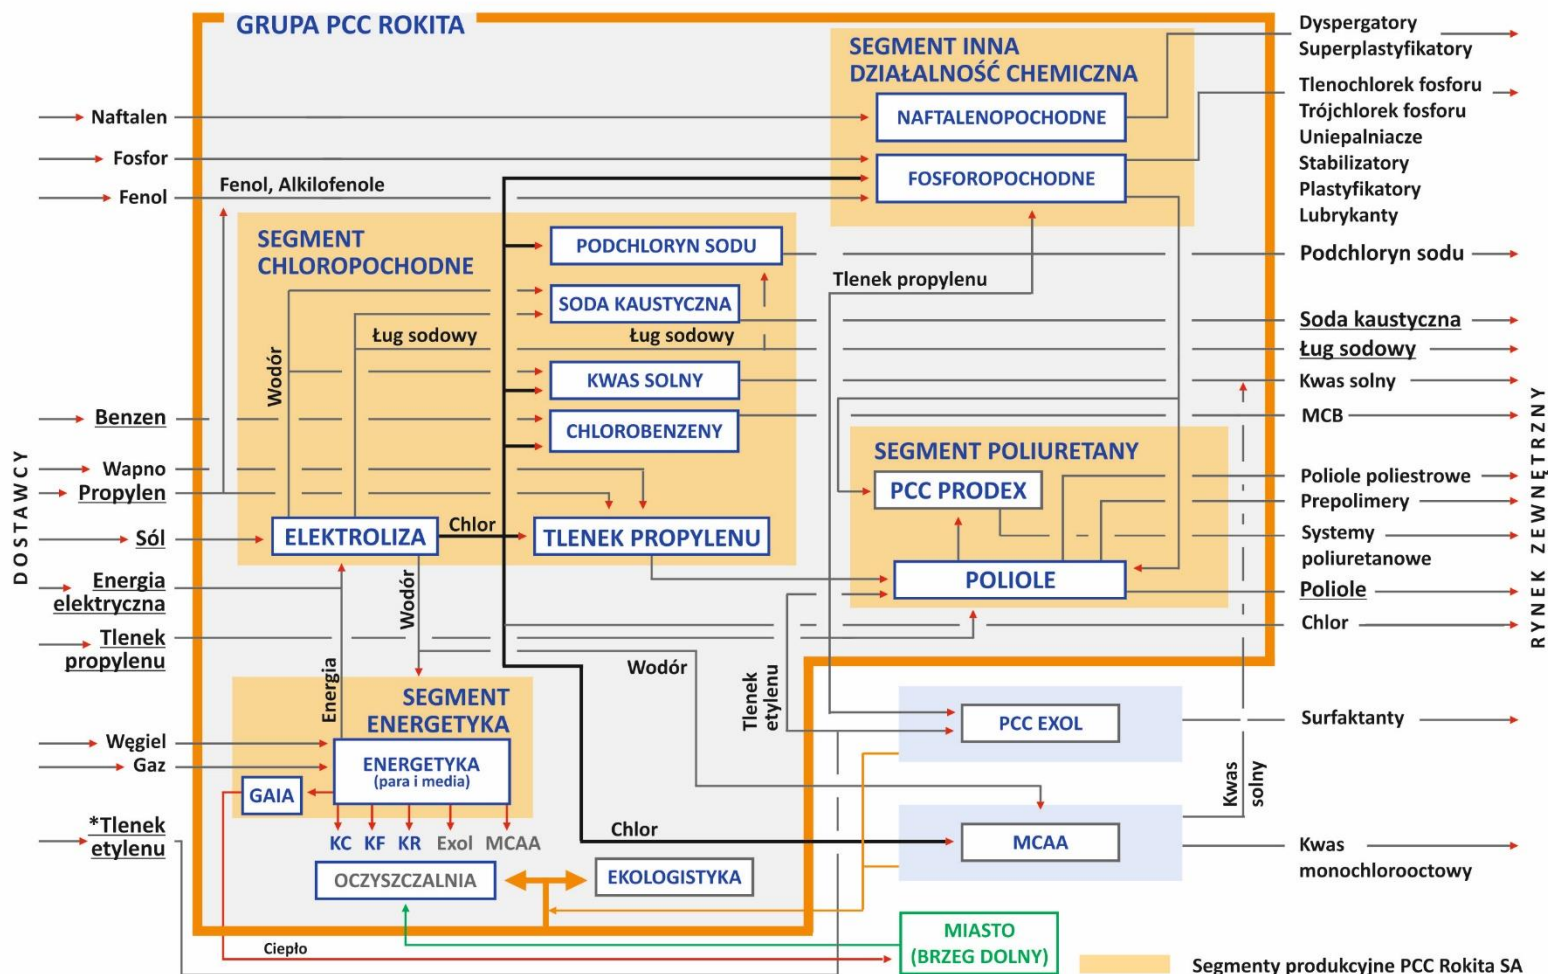 GRUPA PCC ROKITA
SEGMENT INNA
DZIAŁALNOŚĆ CHEMICZNA
NAFTALENOPOCHODNE
FOSFOROPOCHODNE
Dyspergatory
Superplastyfikatory
Tlenochlorek fosforu
Trójchlorek fosforu
Uniepalniacze
Stabilizatory
Plastyfikatory
Lubrykanty
Naftalen
Fosfor
Fenol
Fenol, Alkilofenole
SEGMENT
CHLOROPOCHODNE
PODCHLORYN SODU
SODA KAUSTYCZNA
Ług sodowy
Ług sodowy
Wodór
KWAS SOLNY
CHLOROBENZENY
Tlenek propylenu
Podchloryn sodu
Soda kaustyczna
Ług sodowy
Kwas solny
MCB
DOSTAWCY
Benzen
Wapno
Propylen
Sól
Energia
elektryczna
Tlenek
propylenu
ELEKTROLIZA
Chlor
TLENEK PROPYLENU
Wodór
SEGMENT POLIURETANY
PCC PRODEX
POLIOLE
Poliole poliestrowe
Prepolimery
Systemy
poliuretanowe
Poliole
Chlor
RYNEK ZEWNĘTRZNY
Energia
SEGMENT
ENERGETYKA
ENERGETYKA
(para i media)
GAIA
Węgiel
Gaz
*Tlenek
etylenu
KC KF KR Exol MCAA
OCZYSZCZALNIA
EKOLOGISTYKA
Wodór
Tlenek
etylenu
Chlor
PCC EXOL
MCAA
Kwas
solny
Surfaktanty
Kwas
monochlorooctowy
Ciepło
MIASTO
(BRZEG DOLNY)
Segmenty produkcyjne PCC Rokita SA